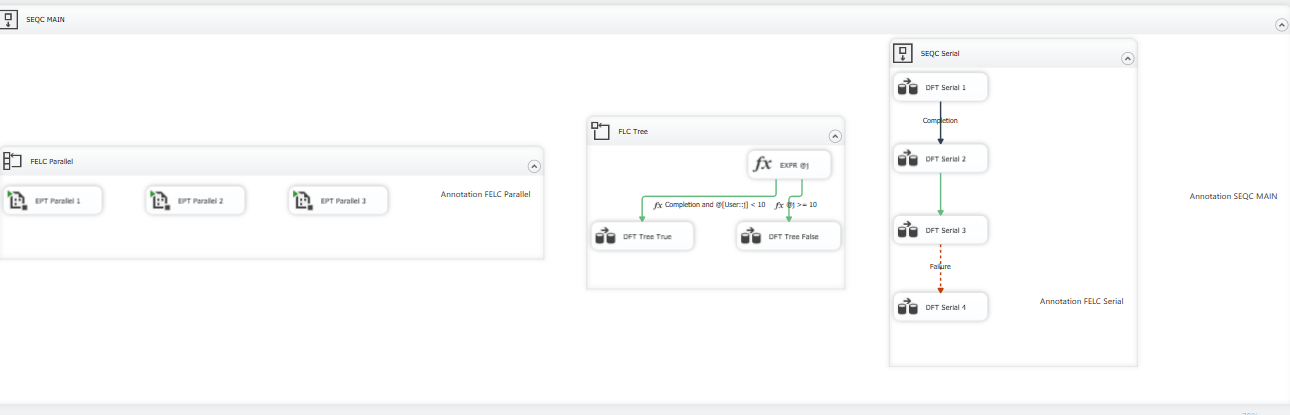 SEQC MAIN
SEQC Serial
DFT Serial 1
Completion
FLC Tree
DFT Serial 2
FELC Parallel
EXPR @j
Annotation FELC Parallel
Annotation SEQC MAIN
EPT Parallel 1
EPT Parallel 2
EPT Parallel 3
fx Completion and @[User::j] < 10
fx @j >= 10
DFT Serial 3
DFT Tree True
DFT Tree False
Failure
Annotation FELC Serial
DFT Serial 4